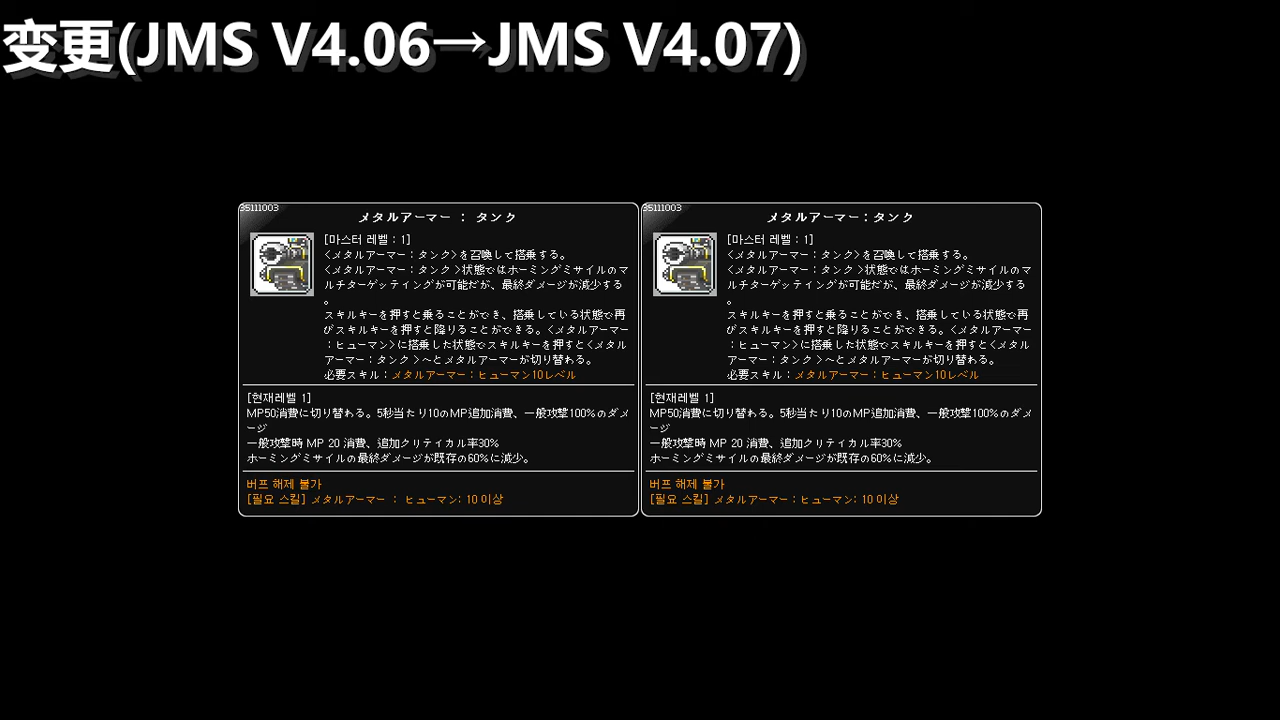 变更(JMS V4.06→JMS V4.07)
35111003
メタルアーマー ： タンク
[마스터 레벨 : 1]
<メタルアーマー：タンク>を召喚して搭乗する。
<メタルアーマー：タンク >状態ではホーミングミサイルのマ
ルチターゲッティングが可能だが、最終ダメージが減少する
。
スキルキーを押すと乗ることができ、搭乗している状態で再
びスキルキーを押すと降りることができる。<メタルアーマー
：ヒューマン>に搭乗した状態でスキルキーを押すと<メタル
アーマー：タンク >へとメタルアーマーが切り替わる。
必要スキル：メタルアーマー：ヒューマン10レベル
[현재레벨 1]
MP50消費に切り替わる。5秒当たり10のMP追加消費、一般攻撃100%のダメ
ージ
一般攻撃時 MP 20 消費、追加クリティカル率30%
ホーミングミサイルの最終ダメージが既存の60%に減少。
버프 해제 불가
[필요 스킬] メタルアーマー ： ヒューマン: 10 이상
35111003
メタルアーマー：タンク
[마스터 레벨 : 1]
<メタルアーマー：タンク>を召喚して搭乗する。
<メタルアーマー：タンク >状態ではホーミングミサイルのマ
ルチターゲッティングが可能だが、最終ダメージが減少する
。
スキルキーを押すと乗ることができ、搭乗している状態で再
びスキルキーを押すと降りることができる。<メタルアーマー
：ヒューマン>に搭乗した状態でスキルキーを押すと<メタル
アーマー：タンク >へとメタルアーマーが切り替わる。
必要スキル：メタルアーマー：ヒューマン10レベル
[현재레벨 1]
MP50消費に切り替わる。5秒当たり10のMP追加消費、一般攻撃100%のダメ
ージ
一般攻撃時 MP 20 消費、追加クリティカル率30%
ホーミングミサイルの最終ダメージが既存の60%に減少。
버프 해제 불가
[필요 스킬] メタルアーマー：ヒューマン: 10 이상